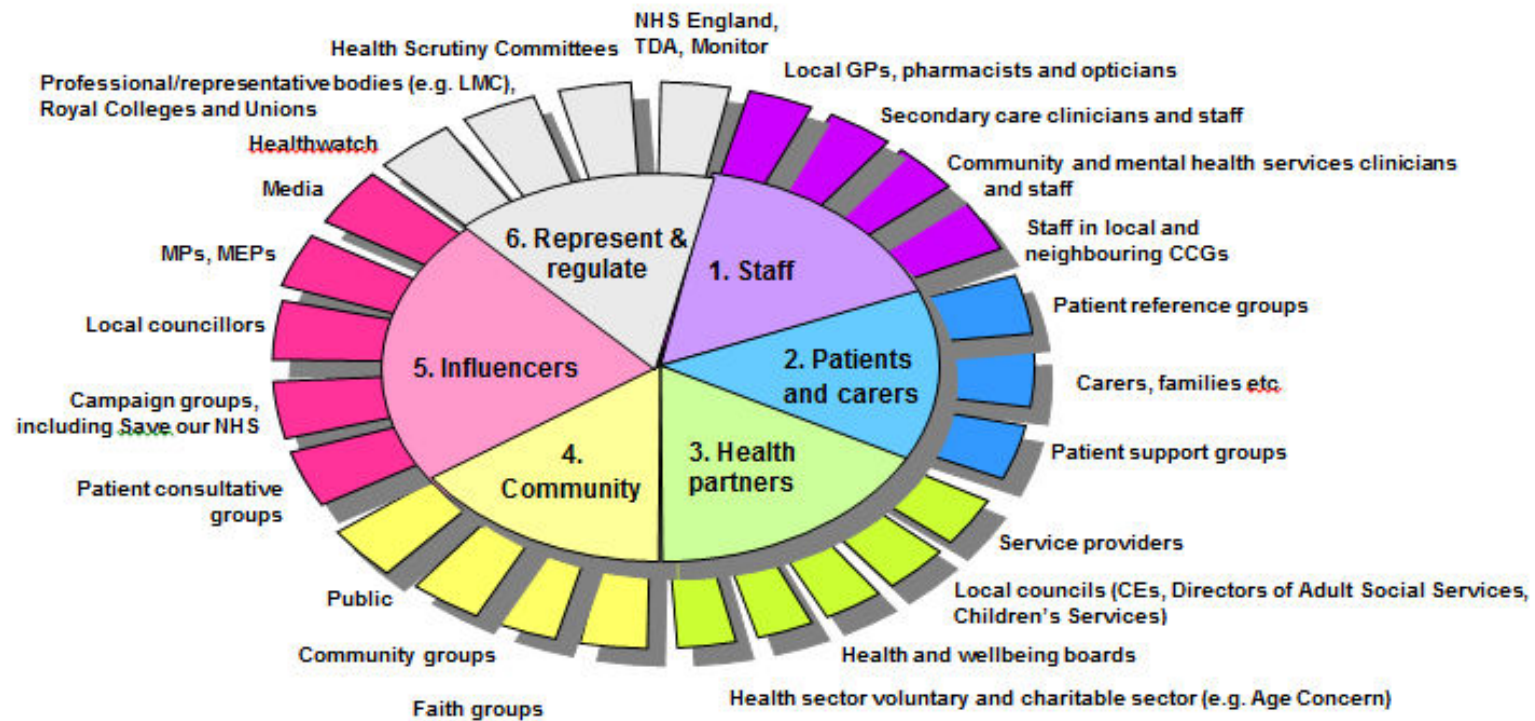 NHS England,
TDA, Monitor
Health Scrutiny Committees
Professional/representative bodies (e.g. LMC),
Royal Colleges and Unions
Healthwatch
Media
MPs, MEPs
Local councillors
Campaign groups,
including Save our NHS
Patient consultative
groups
Public
Community groups
Faith groups
Local GPs, pharmacists and opticians
Secondary care clinicians and staff
Community and mental health services clinicians
and staff
Staff in local and
neighbouring CCGs
Patient reference groups
Carers, families etc
Patient support groups
Service providers
Local councils (CEs, Directors of Adult Social Services,
Children's Services)
Health and wellbeing boards
Health sector voluntary and charitable sector (e.g. Age Concern)
6. Represent &
regulate
1. Staff
2. Patients
and carers
3. Health
partners
4.
Community
5. Influencers